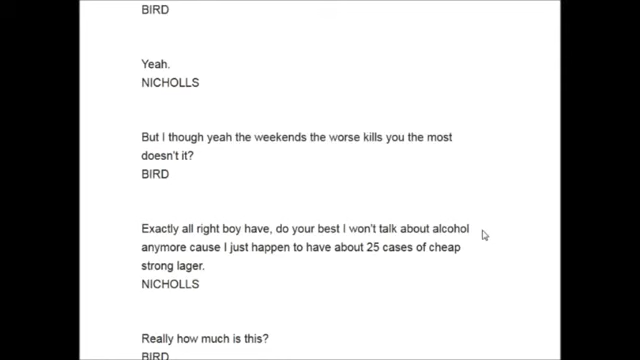 BIRD
Yeah.
NICHOLLS
But I though yeah the weekends the worse kills you the most
doesn't it?
BIRD
Exactly all right boy have, do your best I won't talk about alcohol
anymore cause I just happen to have about 25 cases of cheap
strong lager.
NICHOLLS
Really how much is this?
BIRD